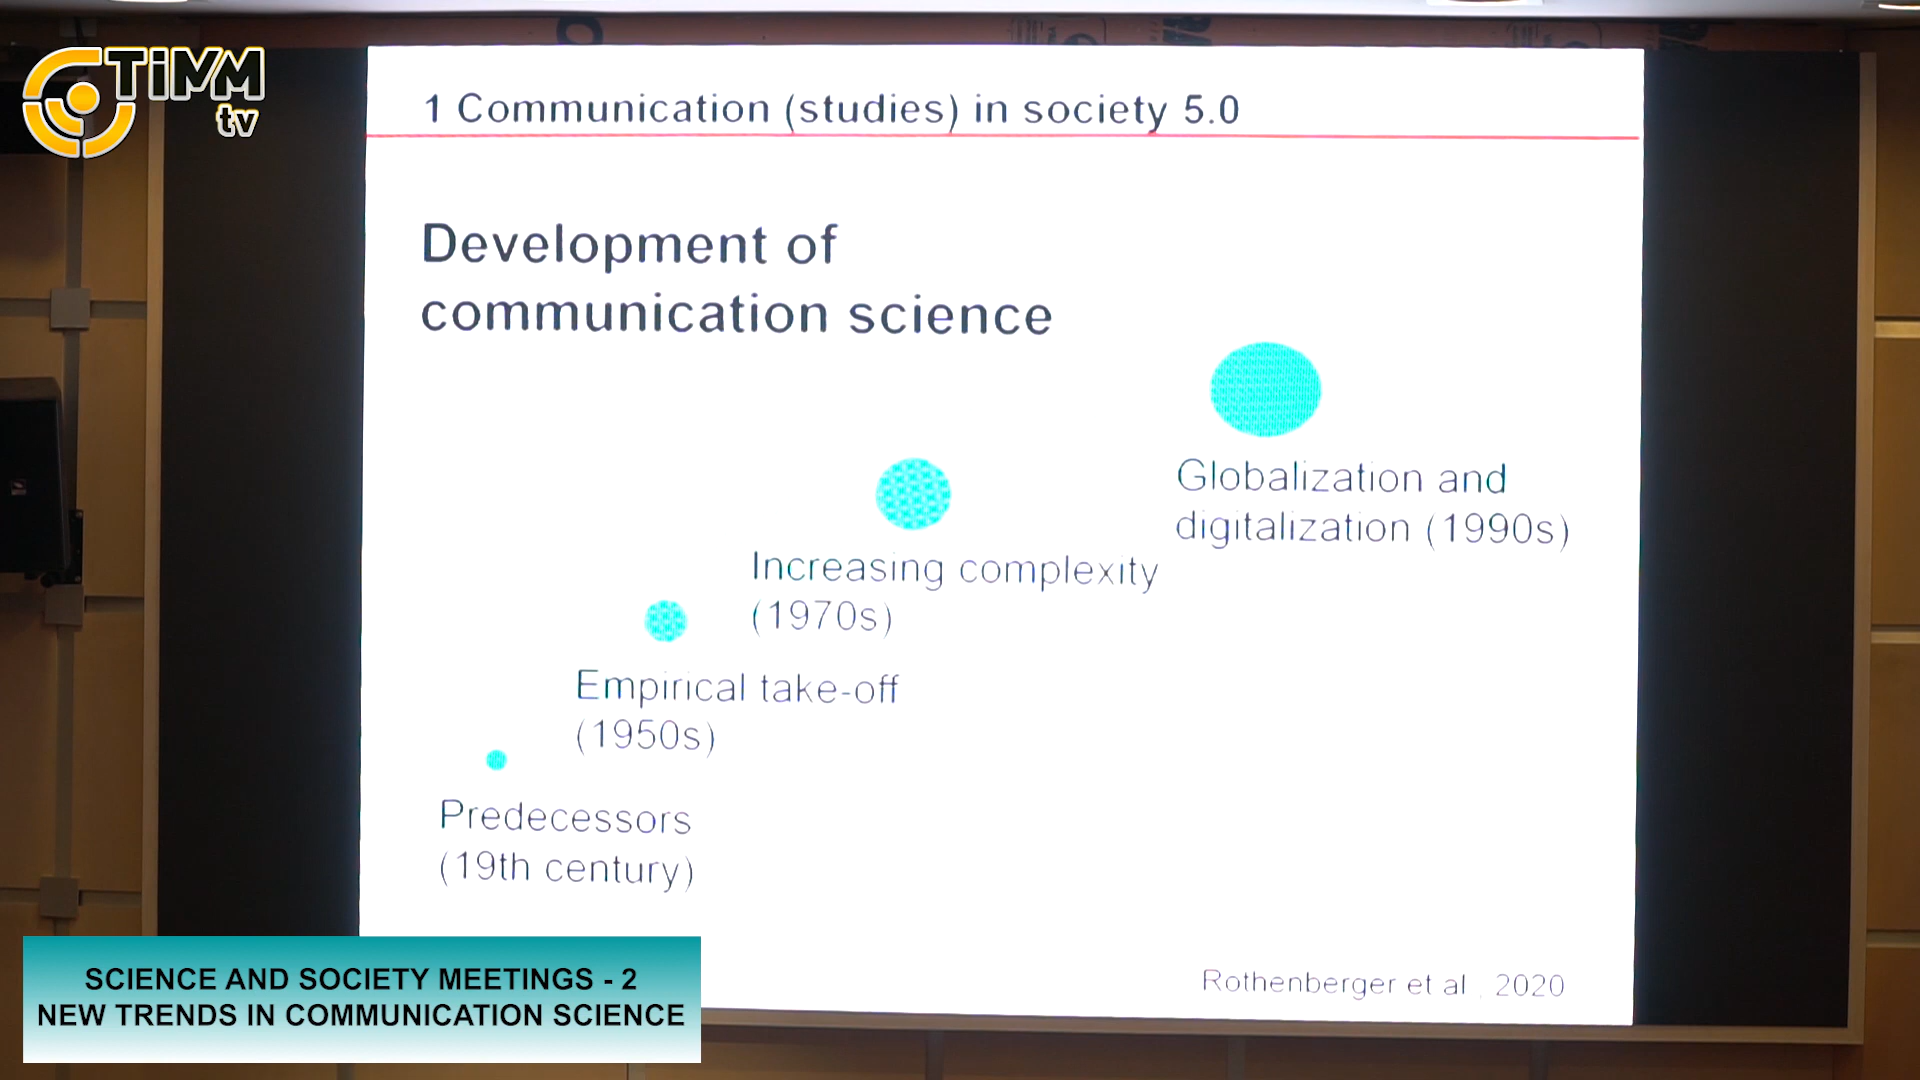 TiMM
tv
1 Communication (studies) in society 5.0
Development of
communication science
Globalization and
digitalization (1990s)
Increasing complexity
(1970s)
Empirical take-off
(1950s)
Predecessors
(19th century)
Rothenberger et al., 2020
SCIENCE AND SOCIETY MEETINGS - 2
NEW TRENDS IN COMMUNICATION SCIENCE